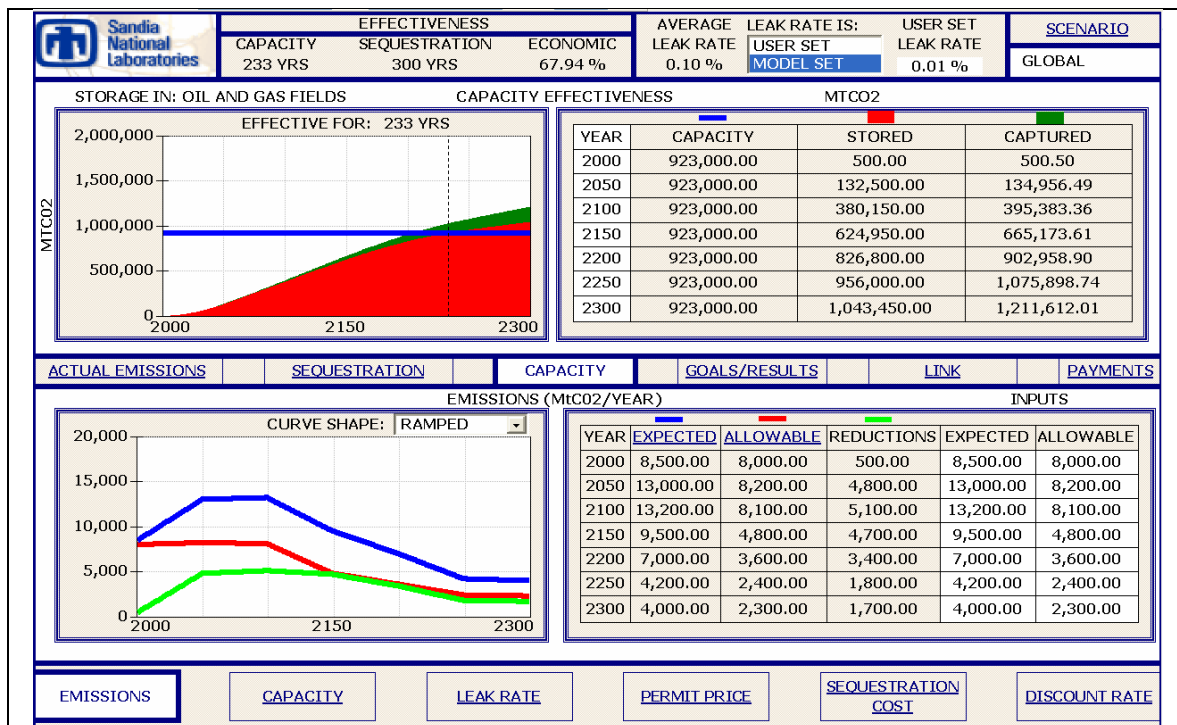 Sandia
National
Laboratories
EFFECTIVENESS
CAPACITY SEQUESTRATION ECONOMIC
233 YRS 300 YRS 67.94 %
AVERAGE LEAK RATE IS: USER SET
LEAK RATE USER SET LEAK RATE
0.10 % MODEL SET 0.01 %
SCENARIO
GLOBAL
STORAGE IN: OIL AND GAS FIELDS CAPACITY EFFECTIVENESS MTCO2
EFFECTIVE FOR: 233 YRS
2,000,000
1,500,000
1,000,000
500,000
0
MTC02
2000 2150 2300
YEAR CAPACITY STORED CAPTURED
2000 923,000.00 500.00 500.50
2050 923,000.00 132,500.00 134,956.49
2100 923,000.00 380,150.00 395,383.36
2150 923,000.00 624,950.00 665,173.61
2200 923,000.00 826,800.00 902,958.90
2250 923,000.00 956,000.00 1,075,898.74
2300 923,000.00 1,043,450.00 1,211,612.01
ACTUAL EMISSIONS SEQUESTRATION CAPACITY GOALS/RESULTS LINK PAYMENTS
EMISSIONS (MtC02/YEAR) INPUTS
CURVE SHAPE: RAMPED
20,000
15,000
10,000
5,000
0
2000 2150 2300
YEAR EXPECTED ALLOWABLE REDUCTIONS EXPECTED ALLOWABLE
2000 8,500.00 8,000.00 500.00 8,500.00 8,000.00
2050 13,000.00 8,200.00 4,800.00 13,000.00 8,200.00
2100 13,200.00 8,100.00 5,100.00 13,200.00 8,100.00
2150 9,500.00 4,800.00 4,700.00 9,500.00 4,800.00
2200 7,000.00 3,600.00 3,400.00 7,000.00 3,600.00
2250 4,200.00 2,400.00 1,800.00 4,200.00 2,400.00
2300 4,000.00 2,300.00 1,700.00 4,000.00 2,300.00
EMISSIONS CAPACITY LEAK RATE PERMIT PRICE SEQUESTRATION
COST DISCOUNT RATE